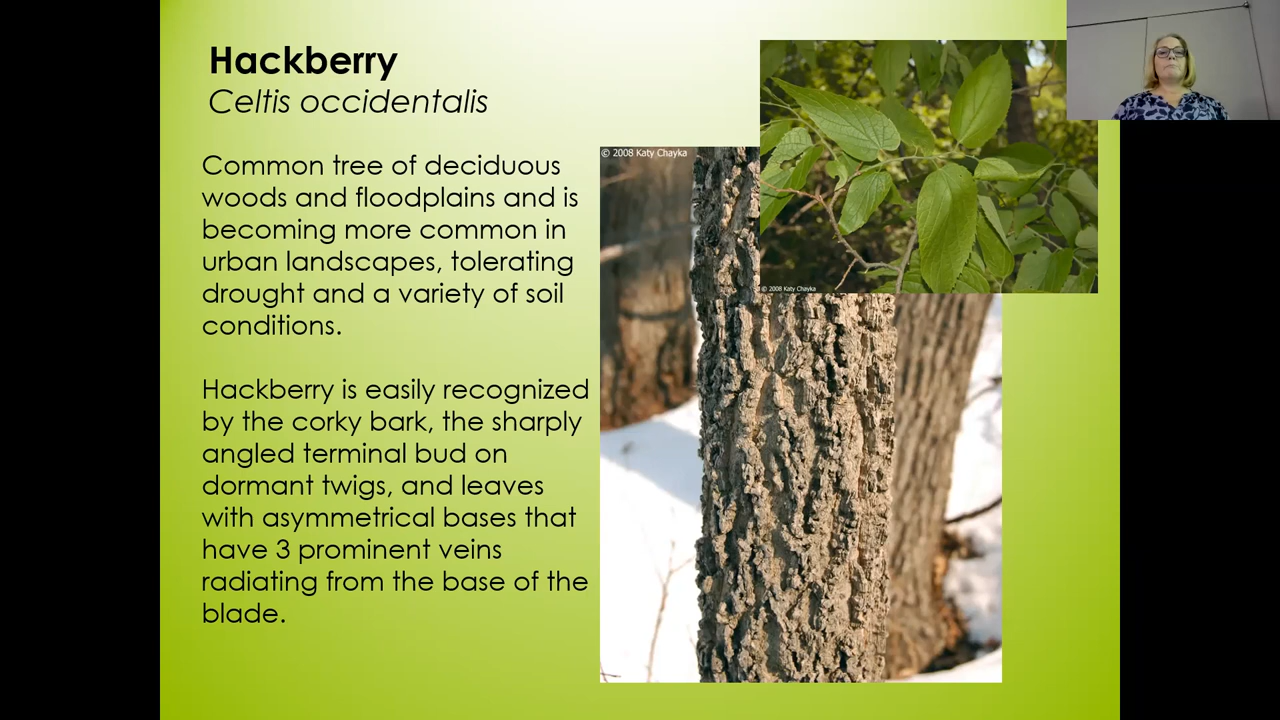 Hackberry
Celtis occidentalis
Common tree of deciduous
woods and floodplains and is
becoming more common in
urban landscapes, tolerating
drought and a variety of soil
conditions.
Hackberry is easily recognized
by the corky bark, the sharply
angled terminal bud on
dormant twigs, and leaves
with asymmetrical bases that
have 3 prominent veins
radiating from the base of the
blade.
© 2008 Katy Chayka
© 2008 Katy Chayka